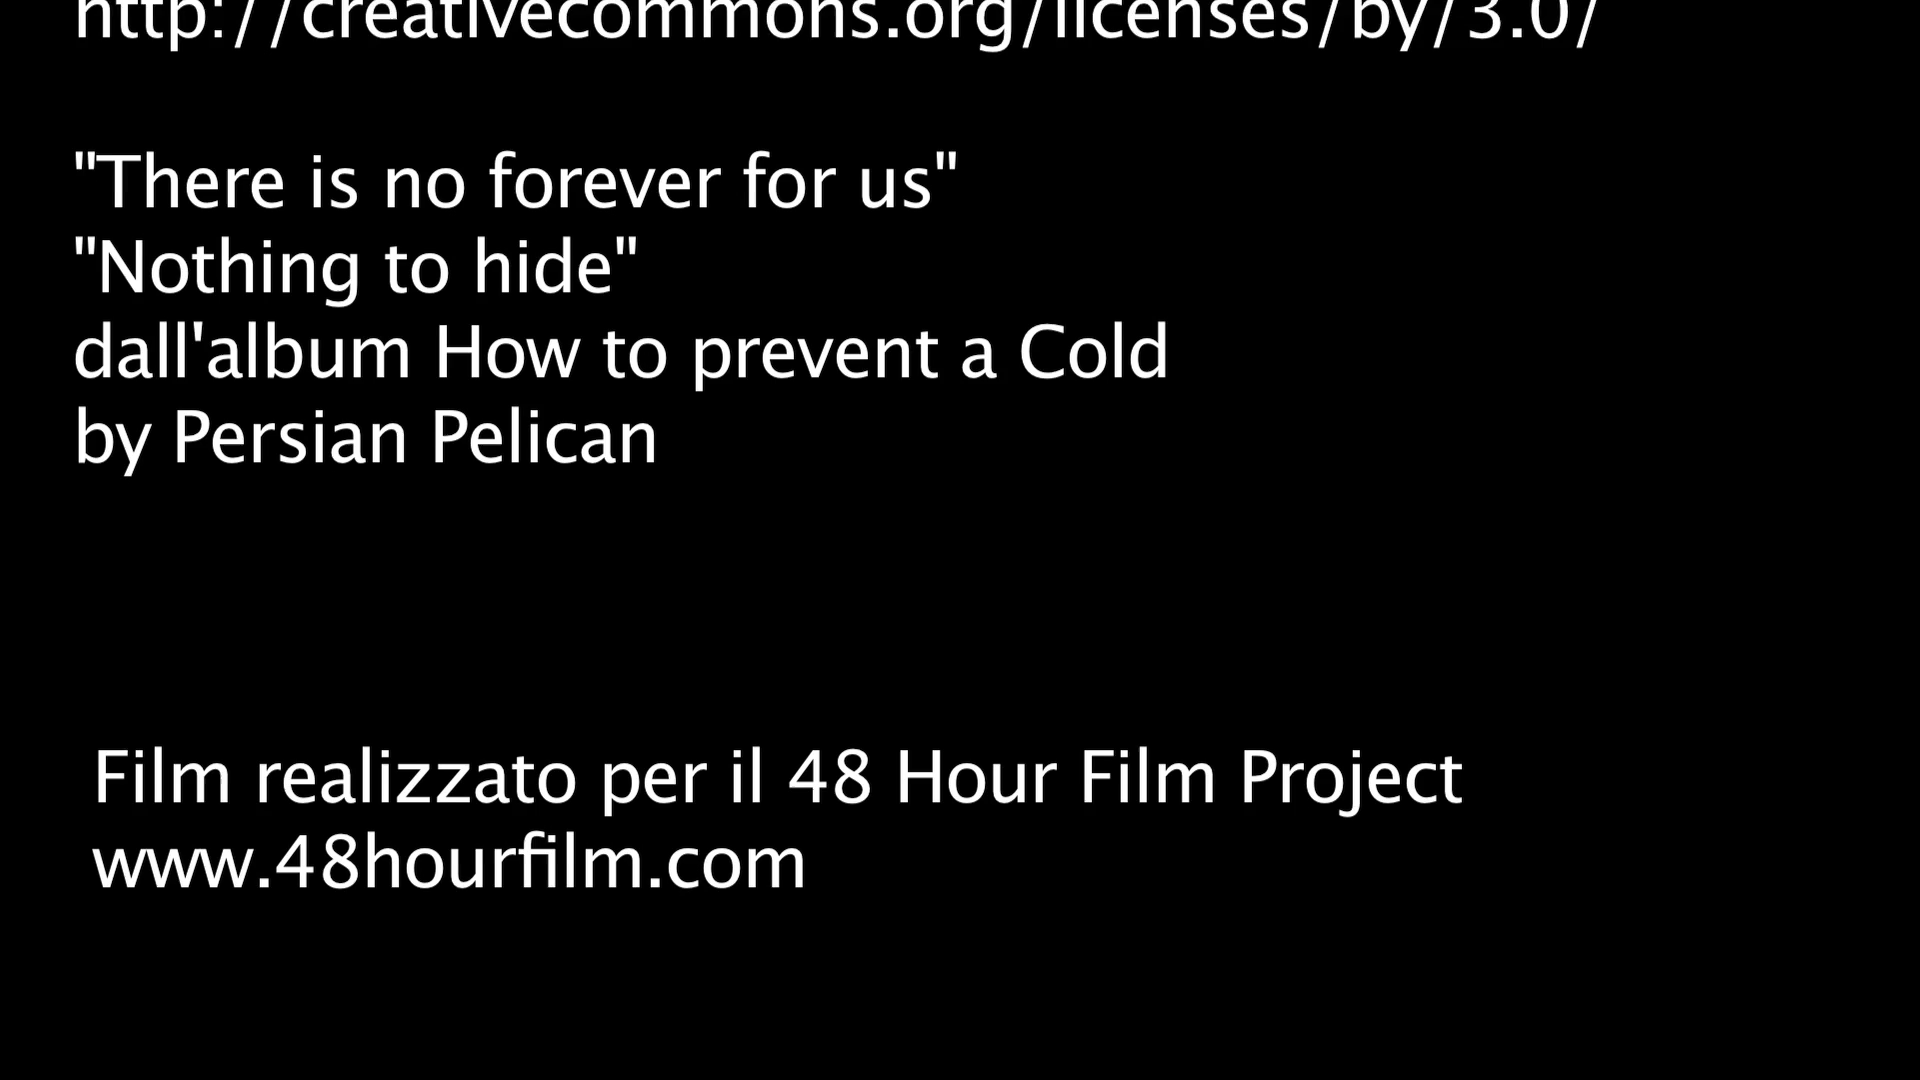 http://creativecommons.org/licenses/by/3.0/
"There is no forever for us"
"Nothing to hide"
dall'album How to prevent a Cold
by Persian Pelican
Film realizzato per il 48 Hour Film Project
www.48hourfilm.com